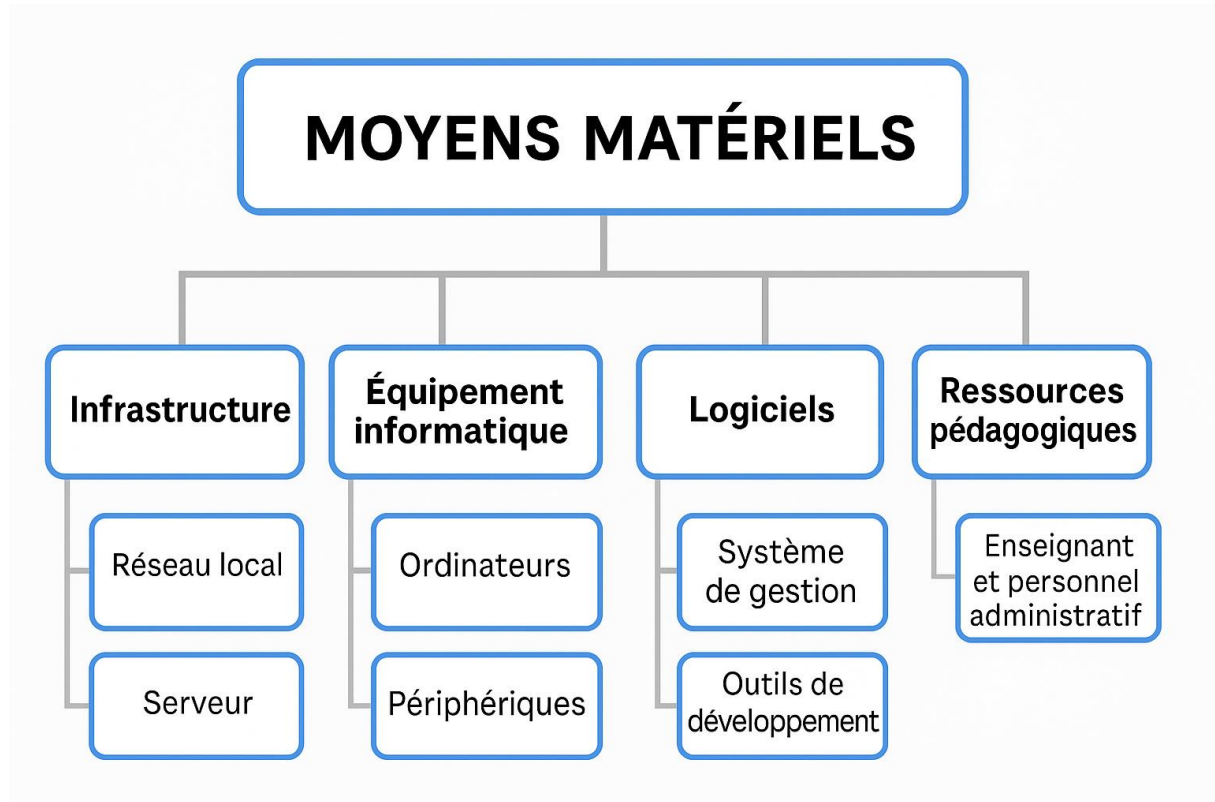 MOYENS MATÉRIELS
Infrastructure
Équipement
informatique
Logiciels
Ressources
pédagogiques
Réseau local
Ordinateurs
Système
de gestion
Enseignant
et personnel
administratif
Serveur
Périphériques
Outils de
développement